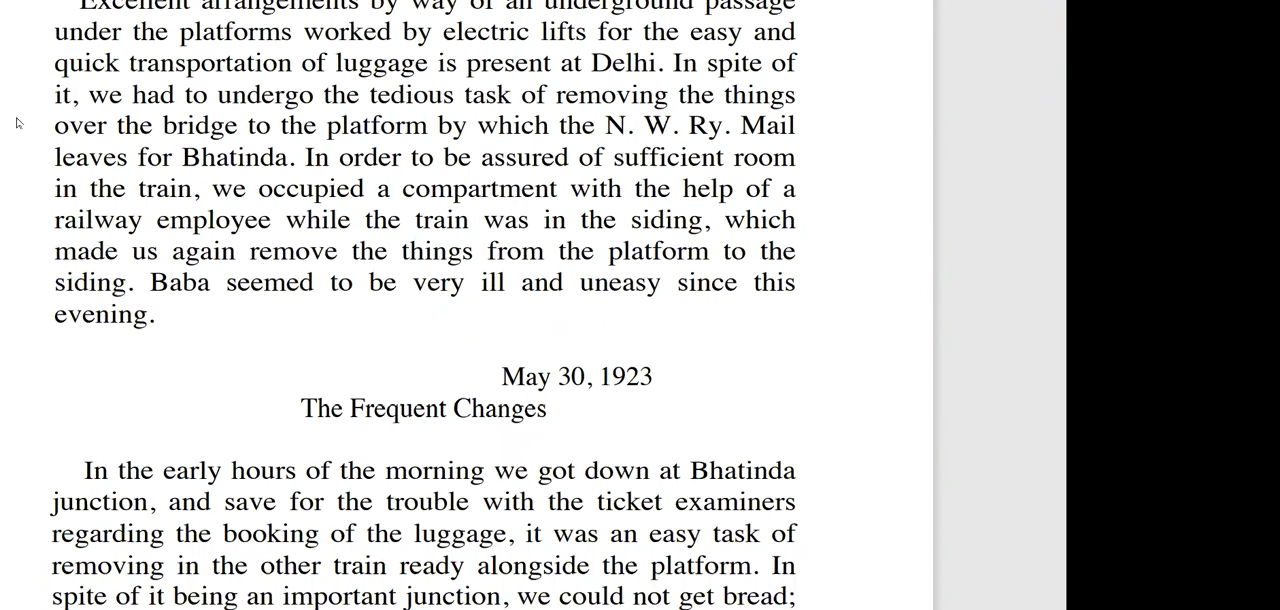 Excellent arrangements by way of an underground passage
under the platforms worked by electric lifts for the easy and
quick transportation of luggage is present at Delhi. In spite of
it, we had to undergo the tedious task of removing the things
over the bridge to the platform by which the N. W. Ry. Mail
leaves for Bhatinda. In order to be assured of sufficient room
in the train, we occupied a compartment with the help of a
railway employee while the train was in the siding, which
made us again remove the things from the platform to the
siding. Baba seemed to be very ill and uneasy since this
evening.
May 30, 1923
The Frequent Changes
In the early hours of the morning we got down at Bhatinda
junction, and save for the trouble with the ticket examiners
regarding the booking of the luggage, it was an easy task of
removing in the other train ready alongside the platform. In
spite of it being an important junction, we could not get bread;